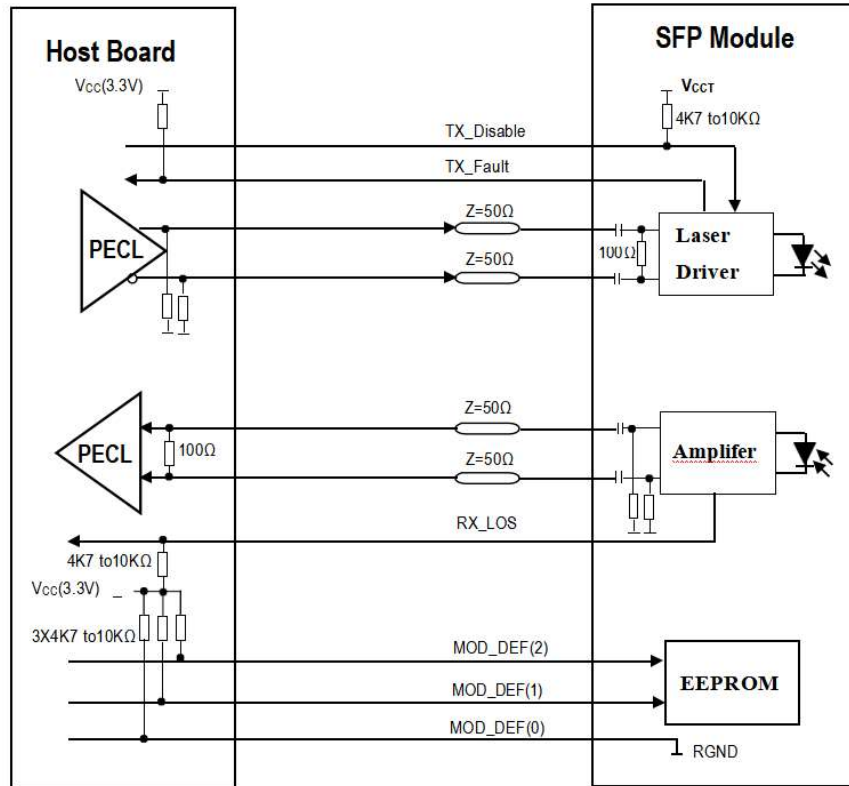 Host Board
SFP Module
Vcc(3.3V)
VCCT
4K7 to10KΩ
TX_Disable
TX_Fault
Z=50Ω
PECL
100Ω
Laser
Driver
Z=50Ω
Z=50Ω
PECL
100Ω
Amplifer
Z=50Ω
RX_LOS
4K7 to10KΩ
Vcc(3.3V)
3X4K7 to10KΩ
MOD_DEF(2)
EEPROM
MOD_DEF(1)
MOD_DEF(0)
RGND